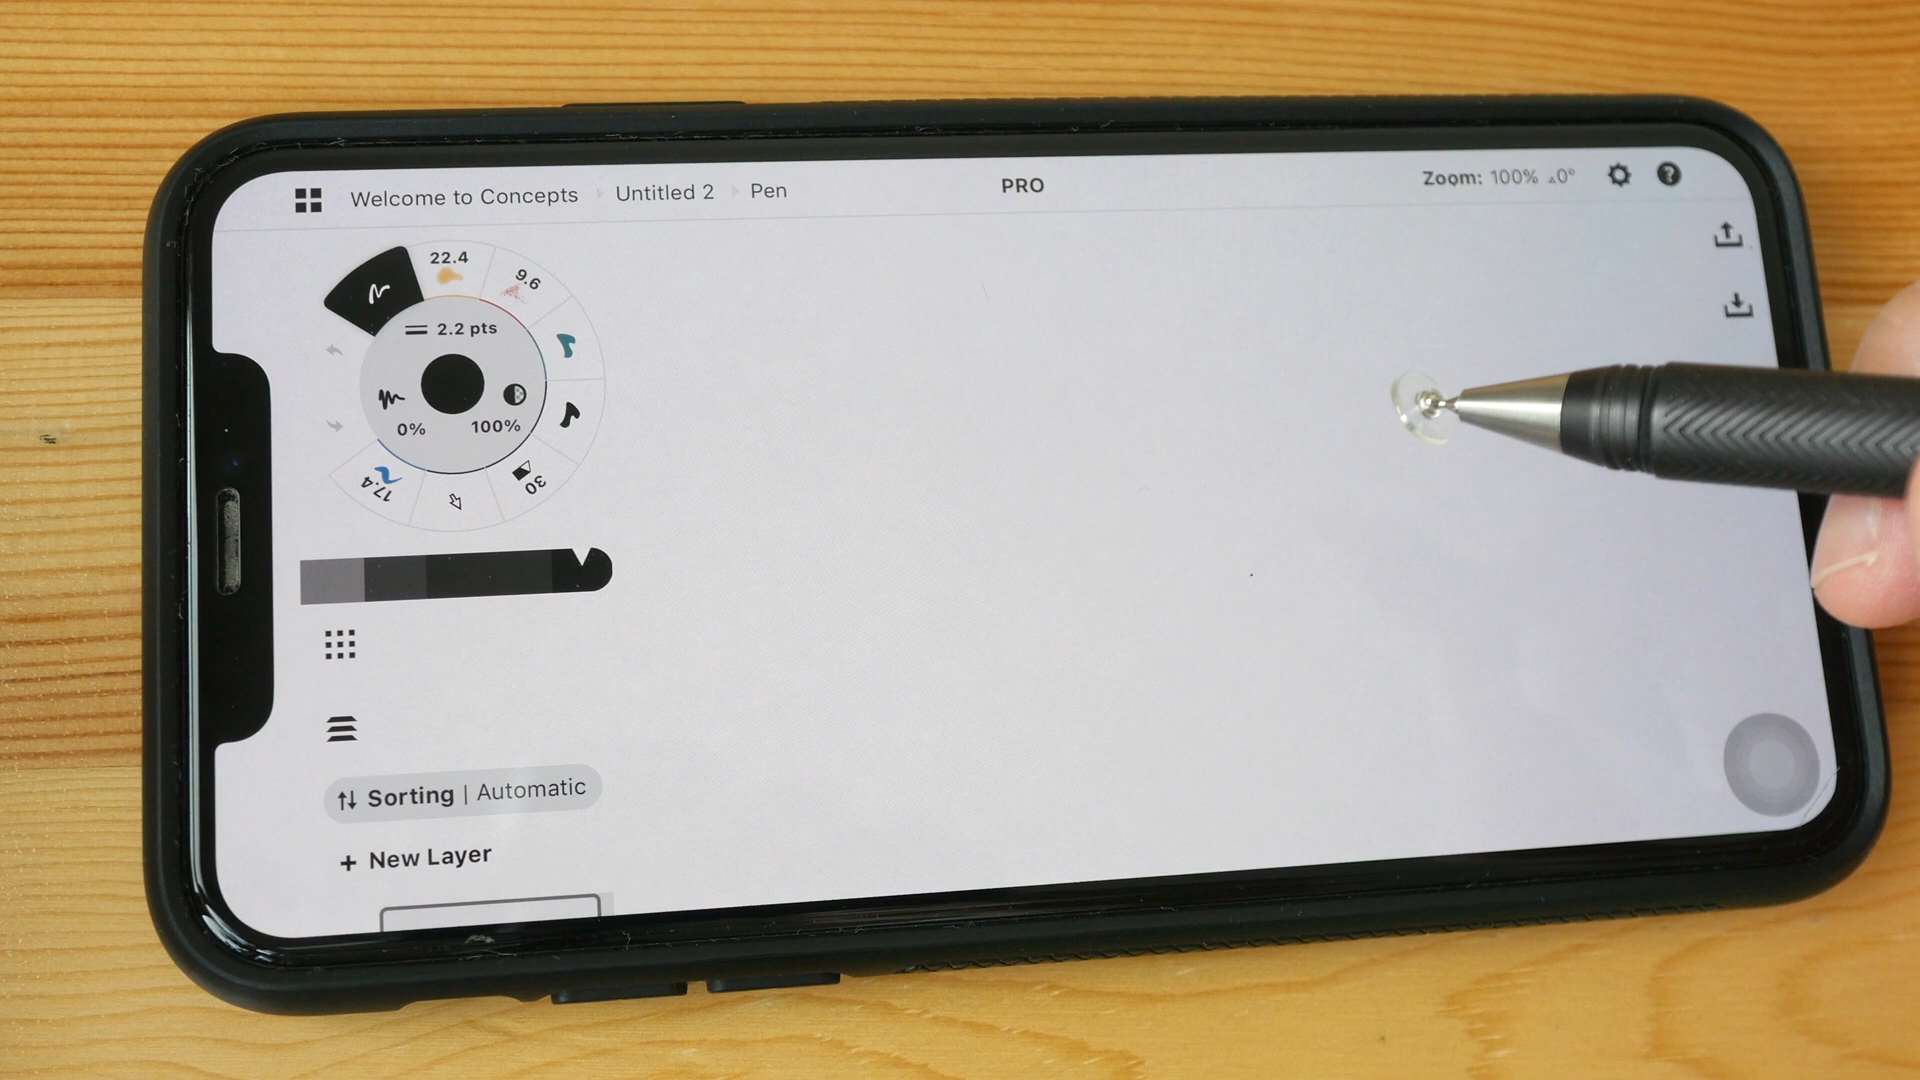 Welcome to Concepts Untitled 2 Pen
PRO
Zoom: 100% ⊿0°
?
22.4
9.6
2.2 pts
0%
100%
17.4
30
Sorting | Automatic
+ New Layer